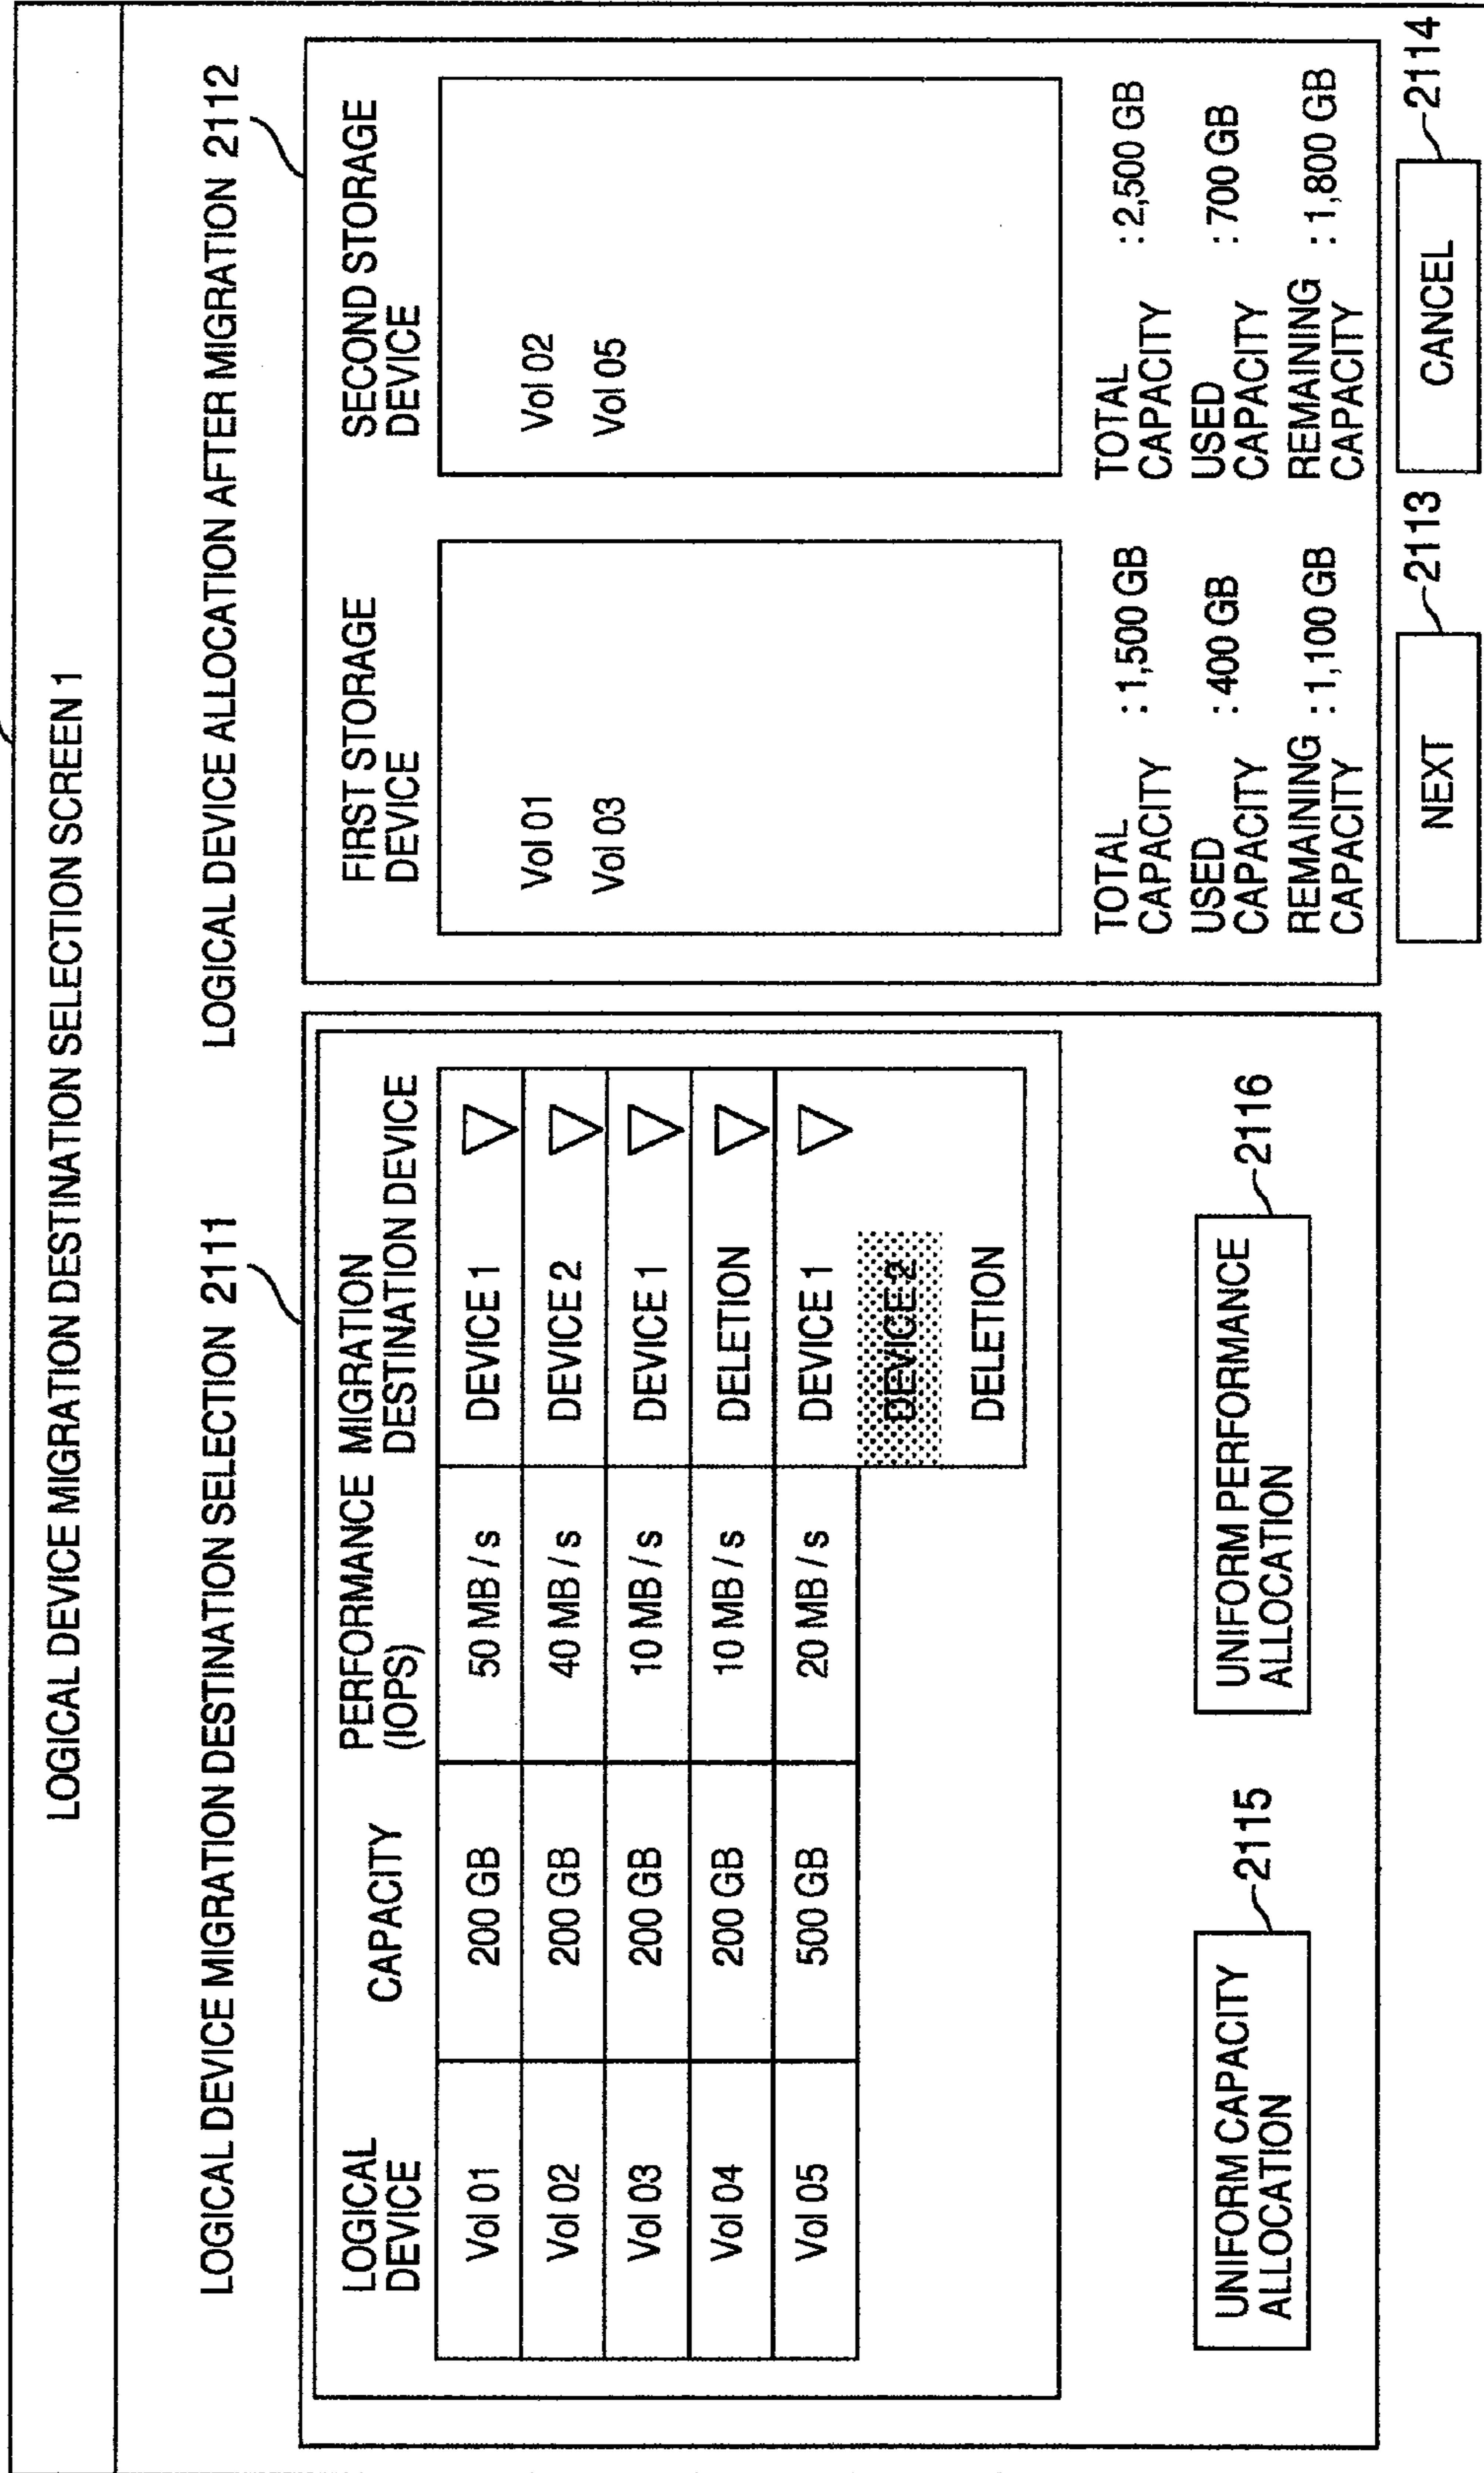 LOGICAL DEVICE MIGRATION DESTINATION SELECTION SCREEN 1
LOGICAL DEVICE MIGRATION DESTINATION SELECTION 2111
LOGICAL DEVICE
CAPACITY
PERFORMANCE (IOPS)
MIGRATION DESTINATION DEVICE
Vol 01 200 GB 50 MB / s DEVICE 1
Vol 02 200 GB 40 MB / s DEVICE 2
Vol 03 200 GB 10 MB / s DEVICE 1
Vol 04 200 GB 10 MB / s DELETION
Vol 05 500 GB 20 MB / s DEVICE 1
DEVICE 2
DELETION
UNIFORM CAPACITY
ALLOCATION
2115
UNIFORM PERFORMANCE
ALLOCATION
2116
LOGICAL DEVICE ALLOCATION AFTER MIGRATION 2112
FIRST STORAGE
DEVICE
Vol 01
Vol 03
TOTAL
CAPACITY : 1,500 GB
USED
CAPACITY : 400 GB
REMAINING
CAPACITY : 1,100 GB
SECOND STORAGE
DEVICE
Vol 02
Vol 05
TOTAL
CAPACITY : 2,500 GB
USED
CAPACITY : 700 GB
REMAINING
CAPACITY : 1,800 GB
NEXT
2113
CANCEL
2114